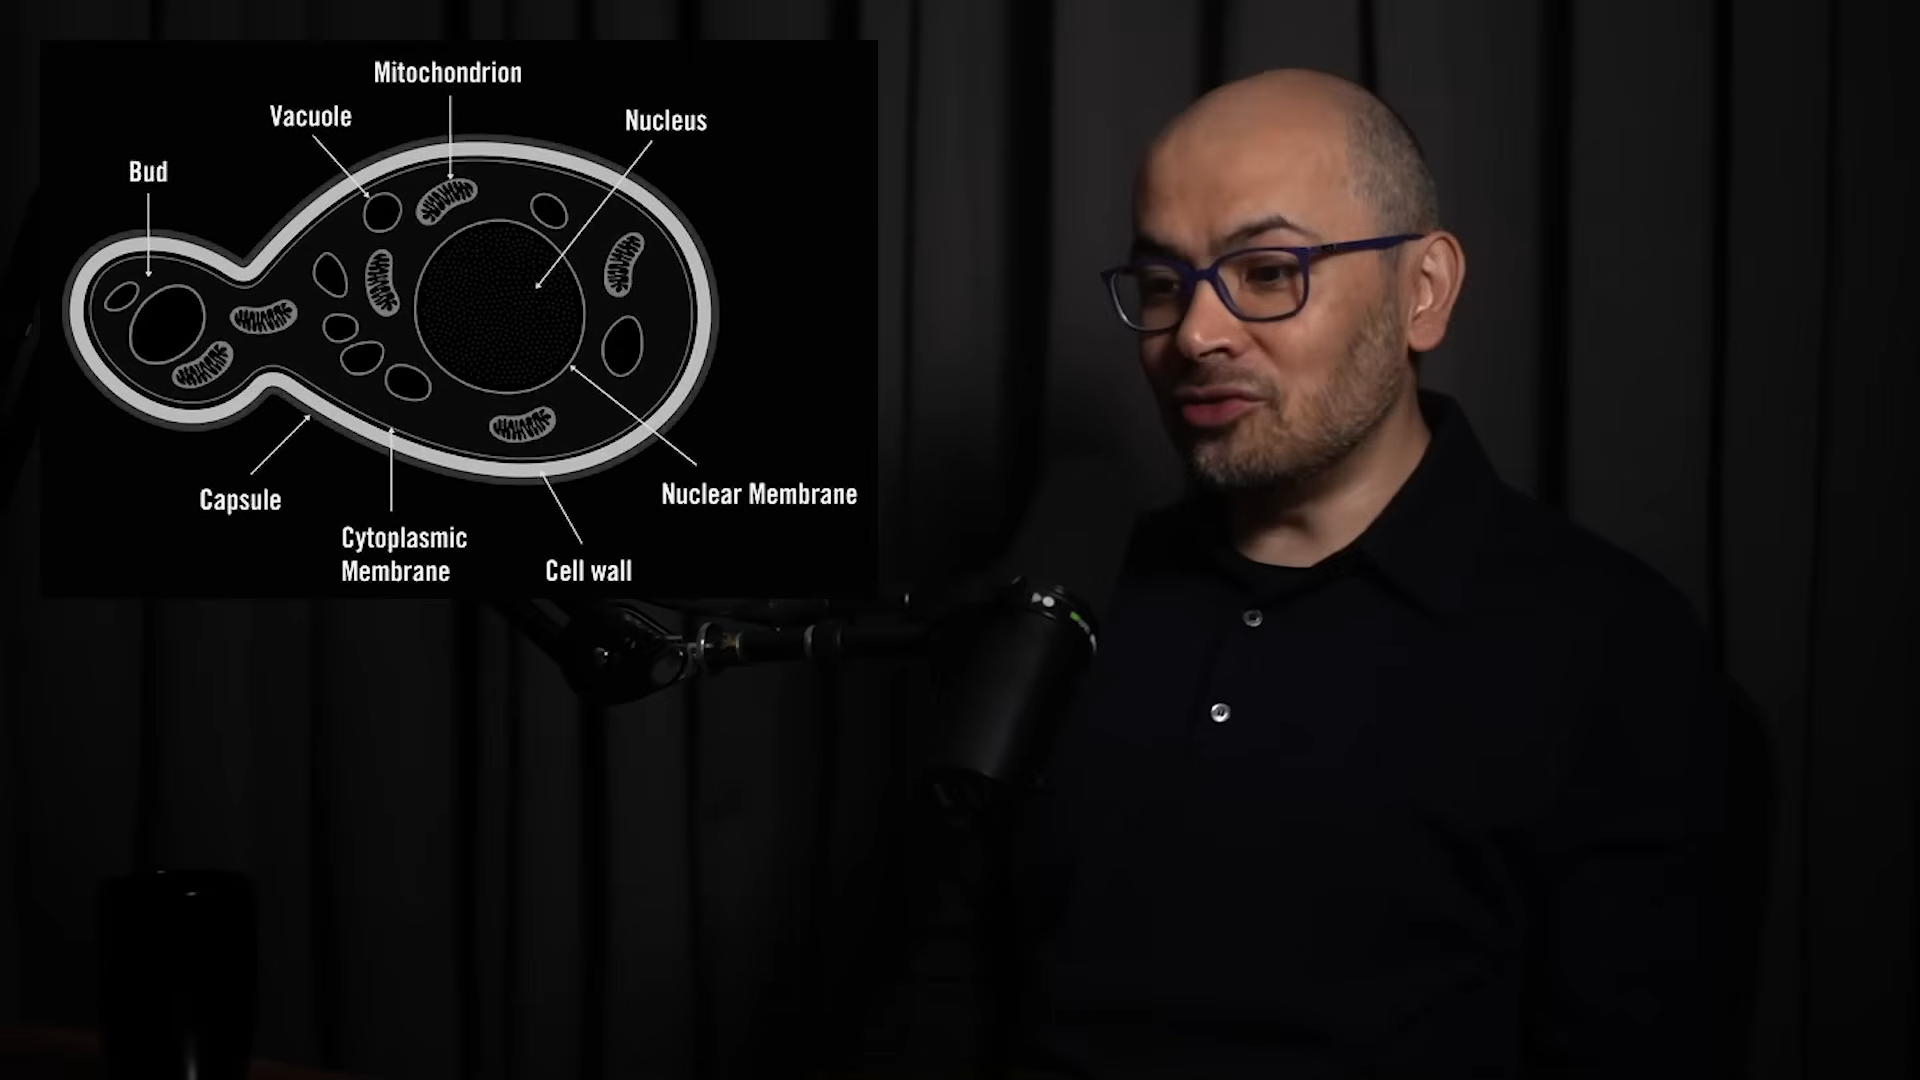 Mitochondrion
Vacuole
Nucleus
Bud
Capsule
Nuclear Membrane
Cytoplasmic
Membrane
Cell wall